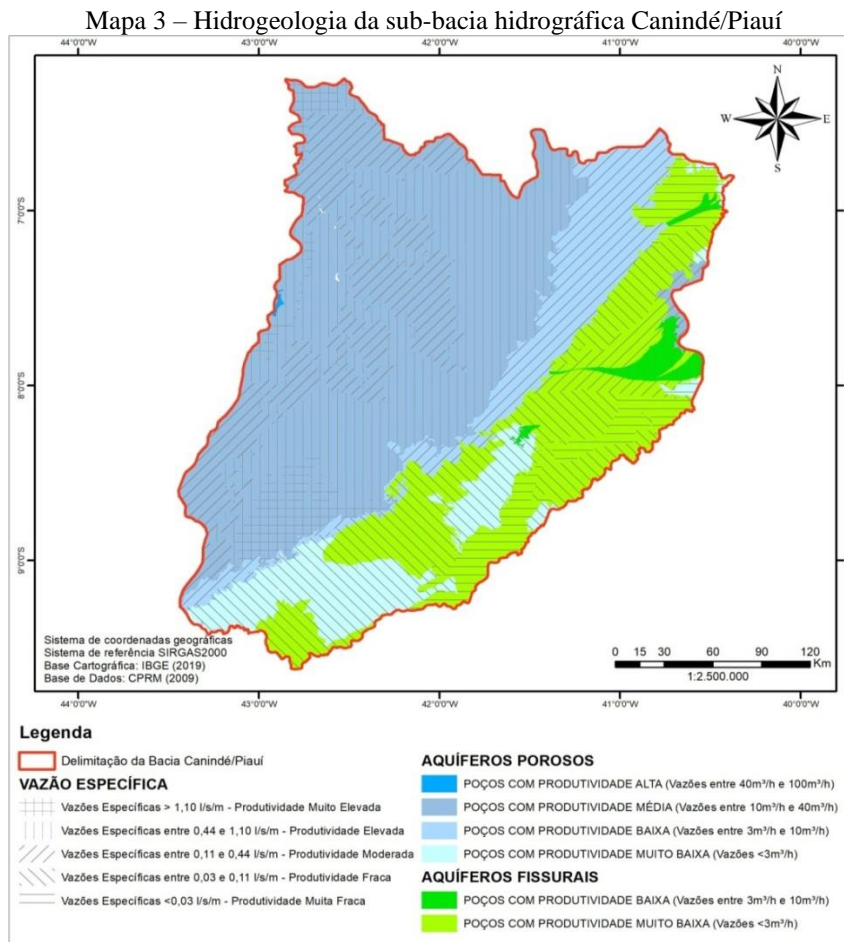 Mapa 3 – Hidrogeologia da sub-bacia hidrográfica Canindé/Piauí
44°0'0"W 43°0'0"W 42°0'0"W 41°0'0"W 40°0'0"W
N
W E
S
7°0'0"S 7°0'0"S
8°0'0"S 8°0'0"S
9°0'0"S 9°0'0"S
Sistema de coordenadas geográficas
Sistema de referência SIRGAS2000
Base Cartográfica: IBGE (2019)
Base de Dados: CPRM (2009)
0 15 30 60 90 120
Km
1:2.500.000
44°0'0"W 43°0'0"W 42°0'0"W 41°0'0"W 40°0'0"W
Legenda
Delimitação da Bacia Canindé/Piauí
VAZÃO ESPECÍFICA
Vazões Específicas > 1,10 l/s/m - Produtividade Muito Elevada
Vazões Específicas entre 0,44 e 1,10 l/s/m - Produtividade Elevada
Vazões Específicas entre 0,11 e 0,44 l/s/m - Produtividade Moderada
Vazões Específicas entre 0,03 e 0,11 l/s/m - Produtividade Fraca
Vazões Específicas <0,03 l/s/m - Produtividade Muita Fraca
AQUÍFEROS POROSOS
POÇOS COM PRODUTIVIDADE ALTA (Vazões entre 40m³/h e 100m³/h)
POÇOS COM PRODUTIVIDADE MÉDIA (Vazões entre 10m³/h e 40m³/h)
POÇOS COM PRODUTIVIDADE BAIXA (Vazões entre 3m³/h e 10m³/h)
POÇOS COM PRODUTIVIDADE MUITO BAIXA (Vazões <3m³/h)
AQUÍFEROS FISSURAIS
POÇOS COM PRODUTIVIDADE BAIXA (Vazões entre 3m³/h e 10m³/h)
POÇOS COM PRODUTIVIDADE MUITO BAIXA (Vazões <3m³/h)